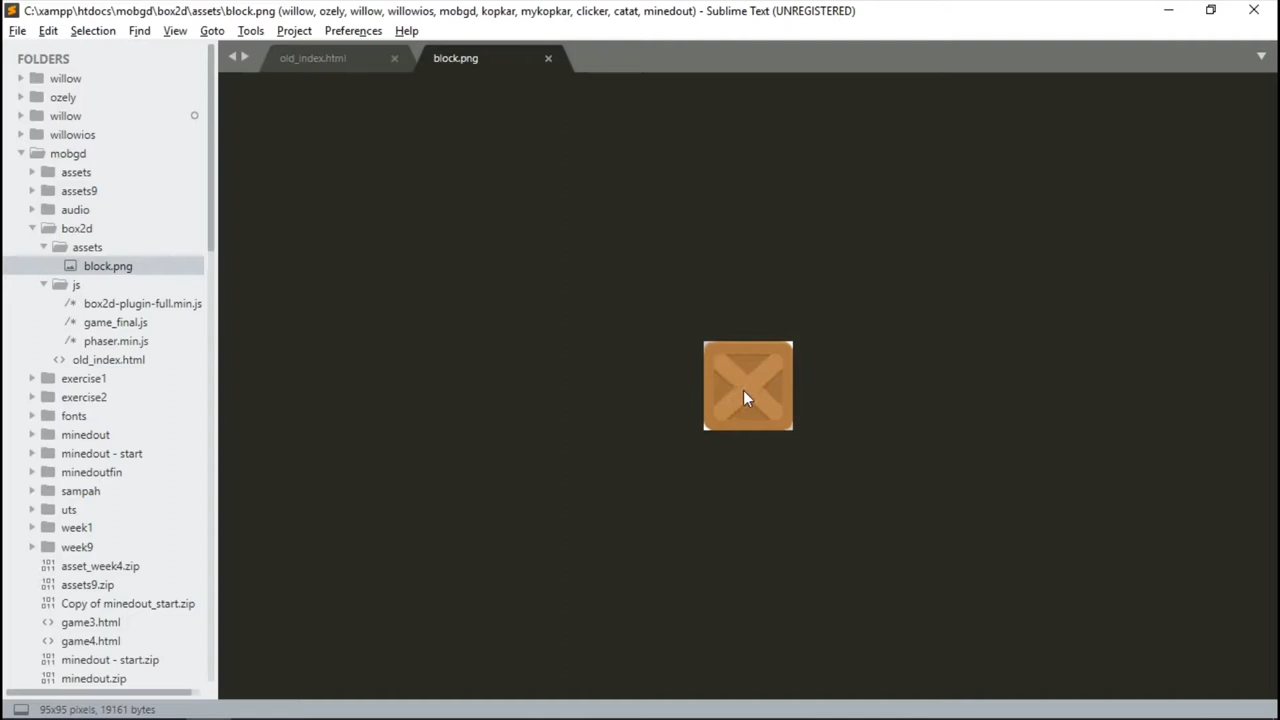 C:\xampp\htdocs\mobgd\box2d\assets\block.png (willow, ozely, willow, willowios, mobgd, kopkar, mykopkar, clicker, catat, minedout) - Sublime Text (UNREGISTERED)
File Edit Selection Find View Goto Tools Project Preferences Help
FOLDERS
old_index.html
block.png
willow
ozely
willow
willowios
mobgd
assets
assets9
audio
box2d
assets
block.png
js
/* box2d-plugin-full.min.js
/* game_final.js
/* phaser.min.js
<> old_index.html
exercise1
exercise2
fonts
minedout
minedout - start
minedoutfin
sampah
uts
week1
week9
asset_week4.zip
assets9.zip
Copy of minedout_start.zip
<> game3.html
<> game4.html
minedout - start.zip
minedout.zip
95x95 pixels, 19161 bytes